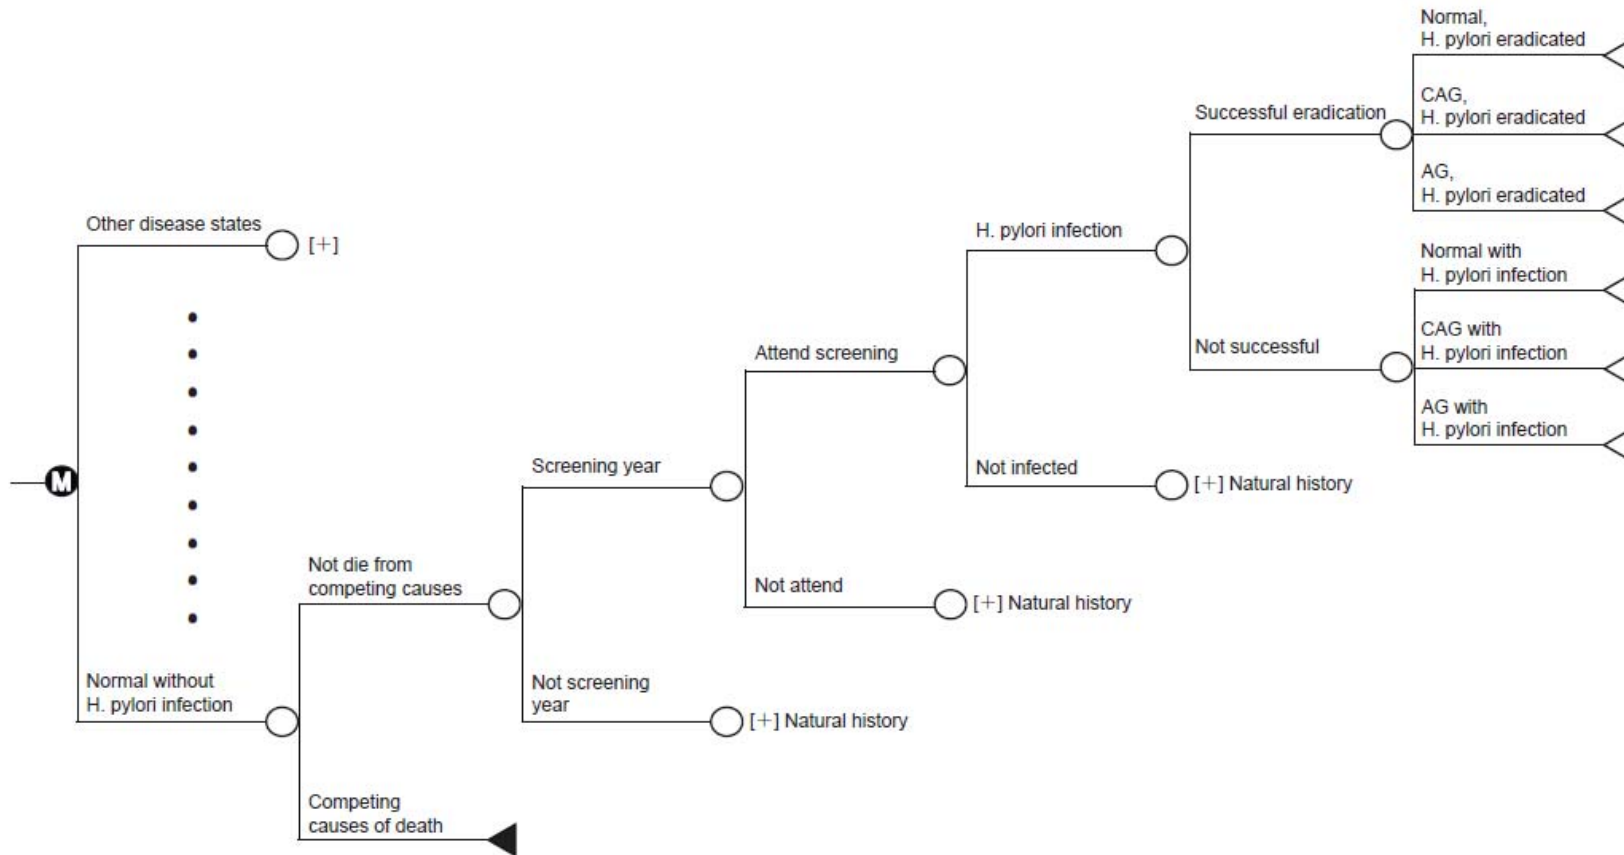 Normal,
H. pylori eradicated
CAG,
H. pylori eradicated
Successful eradication
AG,
H. pylori eradicated
Other disease states
[+]
H. pylori infection
Normal with
H. pylori infection
Attend screening
Not successful
CAG with
H. pylori infection
AG with
H. pylori infection
M
Screening year
Not infected
[+] Natural history
Not die from
competing causes
Not attend
[+] Natural history
Normal without
H. pylori infection
Not screening
year
[+] Natural history
Competing
causes of death